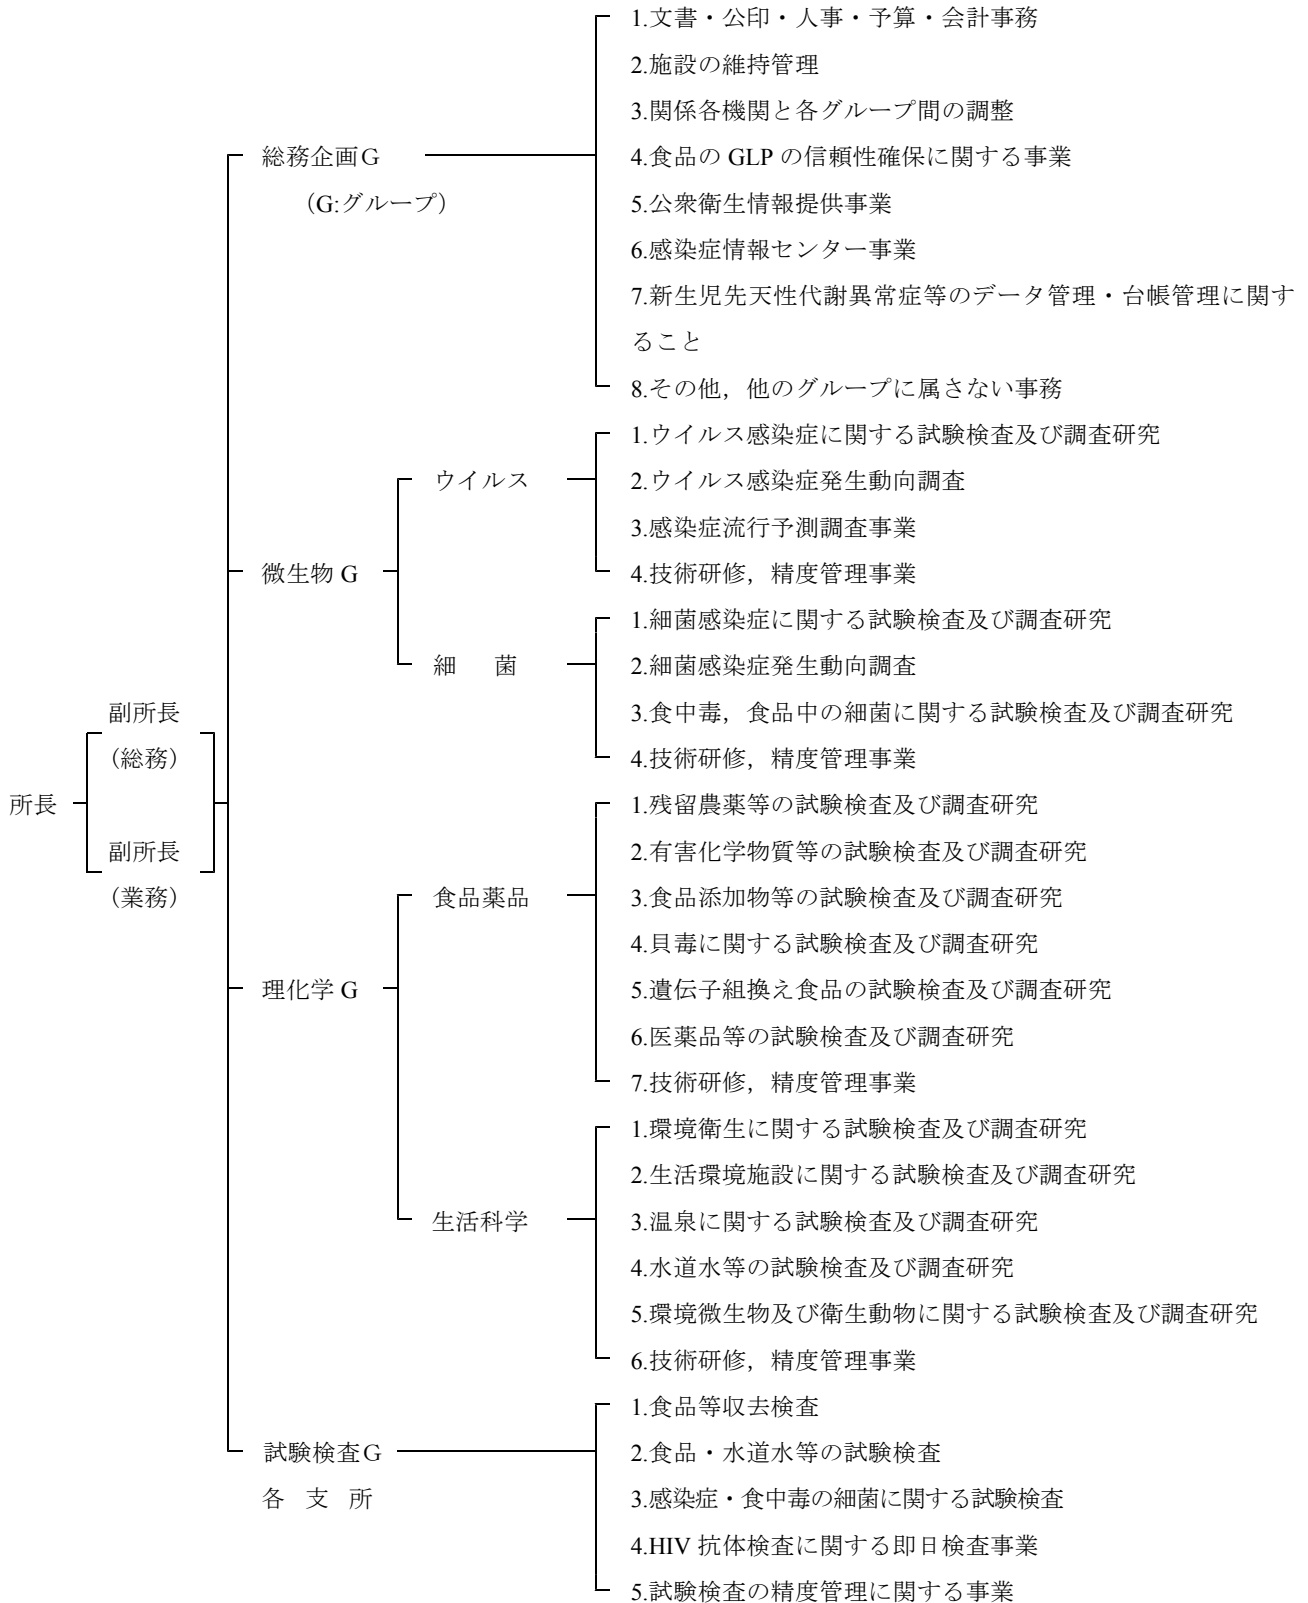 所長
副所長
（総務）
副所長
（業務）
総務企画G
（G:グループ）
1.文書・公印・人事・予算・会計事務
2.施設の維持管理
3.関係各機関と各グループ間の調整
4.食品の GLP の信頼性確保に関する事業
5.公衆衛生情報提供事業
6.感染症情報センター事業
7.新生児先天性代謝異常症等のデータ管理・台帳管理に関す
ること
8.その他，他のグループに属さない事務
微生物 G
ウイルス
1.ウイルス感染症に関する試験検査及び調査研究
2.ウイルス感染症発生動向調査
3.感染症流行予測調査事業
4.技術研修，精度管理事業
細　菌
1.細菌感染症に関する試験検査及び調査研究
2.細菌感染症発生動向調査
3.食中毒，食品中の細菌に関する試験検査及び調査研究
4.技術研修，精度管理事業
理化学 G
食品薬品
1.残留農薬等の試験検査及び調査研究
2.有害化学物質等の試験検査及び調査研究
3.食品添加物等の試験検査及び調査研究
4.貝毒に関する試験検査及び調査研究
5.遺伝子組換え食品の試験検査及び調査研究
6.医薬品等の試験検査及び調査研究
7.技術研修，精度管理事業
生活科学
1.環境衛生に関する試験検査及び調査研究
2.生活環境施設に関する試験検査及び調査研究
3.温泉に関する試験検査及び調査研究
4.水道水等の試験検査及び調査研究
5.環境微生物及び衛生動物に関する試験検査及び調査研究
6.技術研修，精度管理事業
試験検査G
各　支　所
1.食品等収去検査
2.食品・水道水等の試験検査
3.感染症・食中毒の細菌に関する試験検査
4.HIV 抗体検査に関する即日検査事業
5.試験検査の精度管理に関する事業